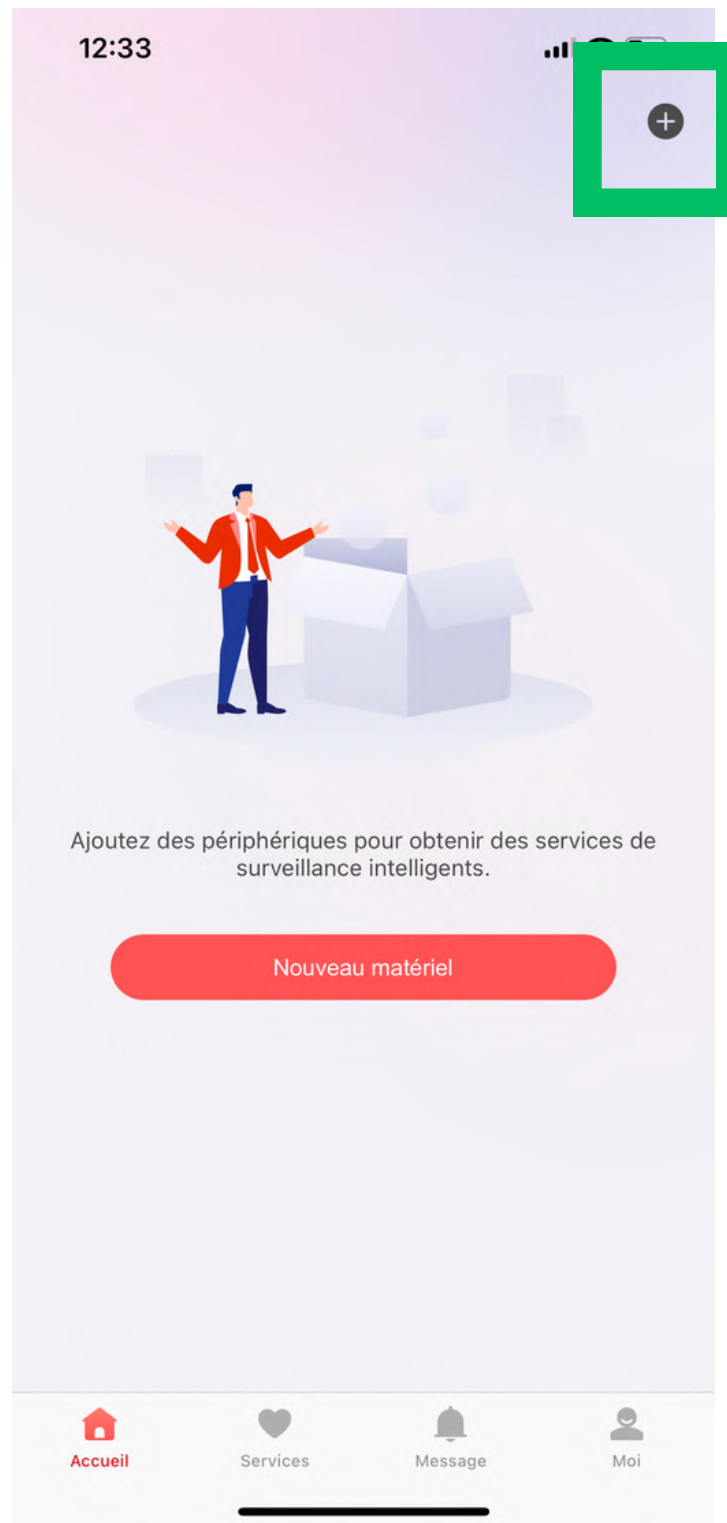 12:33
Ajoutez des périphériques pour obtenir des services de
surveillance intelligents.
Nouveau matériel
Accueil
Services
Message
Moi